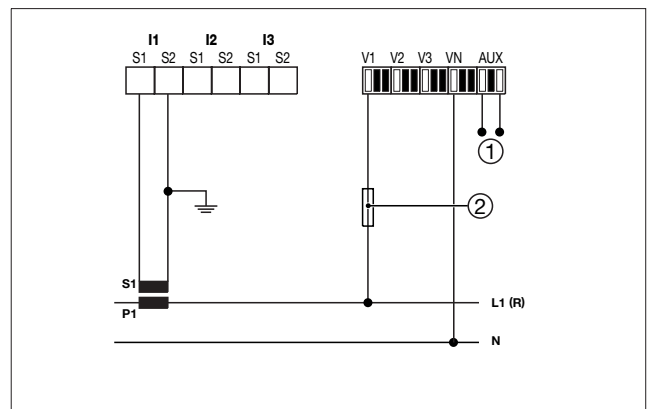 I1 I2 I3
S1 S2 S1 S2 S1 S2
V1 V2 V3 VN AUX
1
2
S1
P1
L1 (R)
N